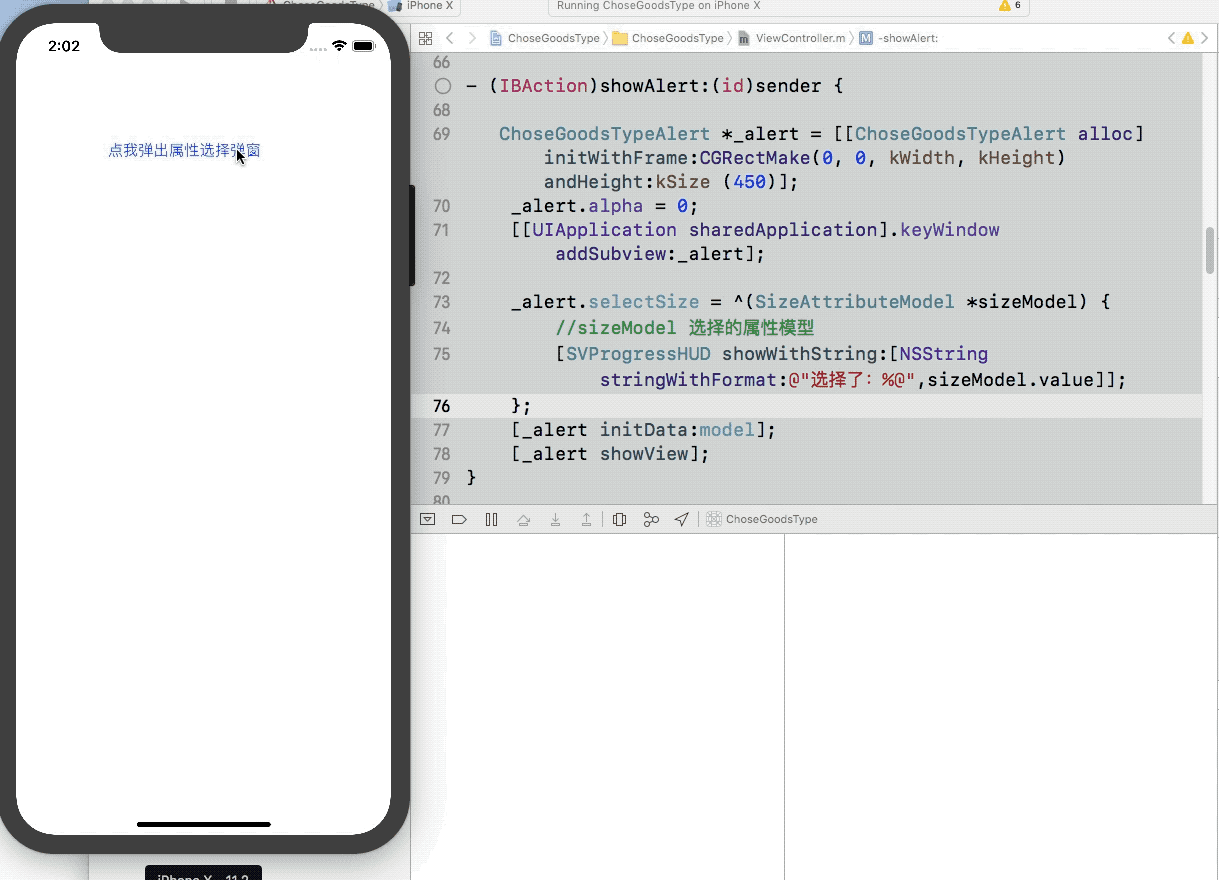 ChoseGoodsType
iPhone X
Running ChoseGoodsType on iPhone X
6
2:02
点我弹出属性选择弹窗
ChoseGoodsType
ChoseGoodsType
ViewController.m
M
-showAlert:
66
- (IBAction)showAlert:(id)sender {
68
69 ChoseGoodsTypeAlert *_alert = [[ChoseGoodsTypeAlert alloc]
initWithFrame:CGRectMake(0, 0, kWidth, kHeight)
andHeight:kSize (450)];
70 _alert.alpha = 0;
71 [[UIApplication sharedApplication].keyWindow
addSubview:_alert];
72
73 _alert.selectSize = ^(SizeAttributeModel *sizeModel) {
74 //sizeModel 选择的属性模型
75 [SVProgressHUD showWithString:[NSString
stringWithFormat:@"选择了：%@",sizeModel.value]];
76 };
77 [_alert initData:model];
78 [_alert showView];
79 }
80
ChoseGoodsType
iPhone X - 11.2